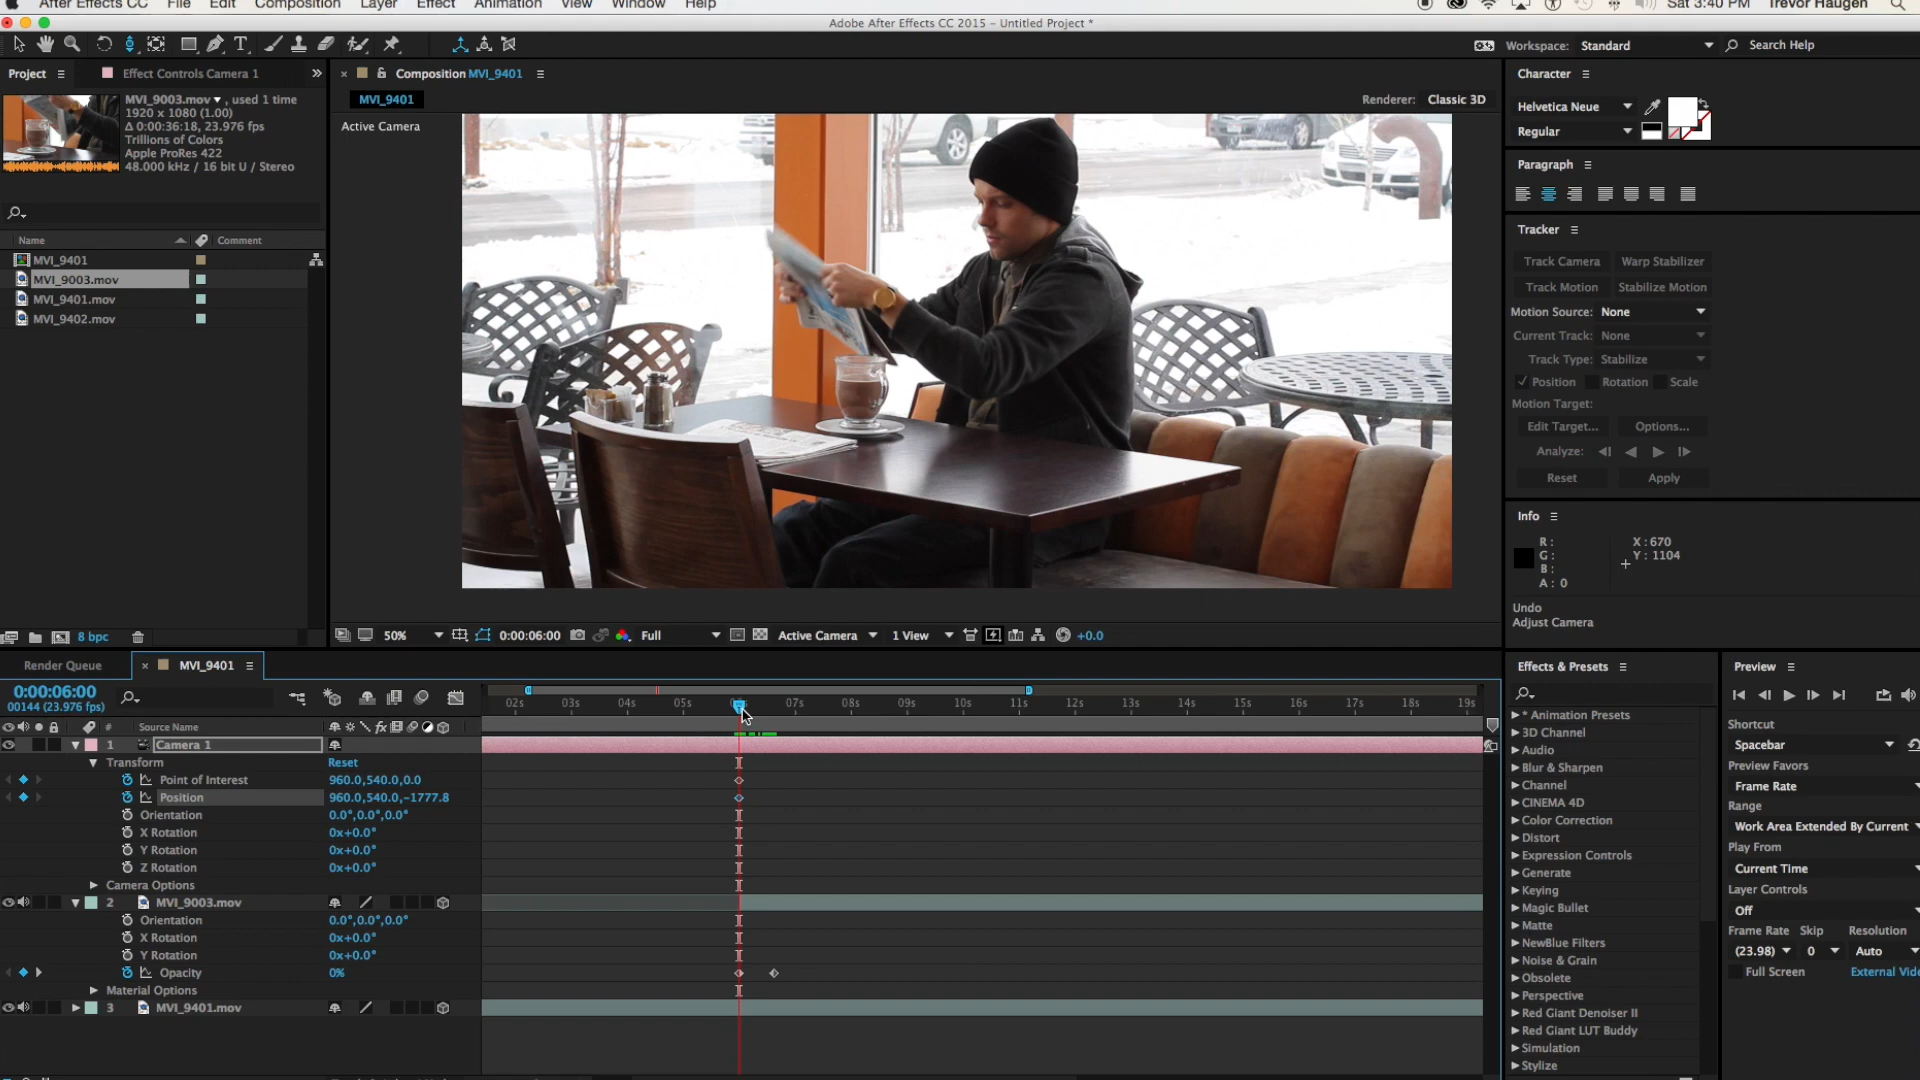 After Effects CC File Edit Composition Layer Effect Animation View Window Help Sat 3:40 PM Trevor Haugen
Adobe After Effects CC 2015 – Untitled Project *
Workspace: Standard Search Help
Project Effect Controls Camera 1
MVI_9003.mov , used 1 time
1920 x 1080 (1.00)
Δ 0:00:36:18, 23.976 fps
Trillions of Colors
Apple ProRes 422
48.000 kHz / 16 bit U / Stereo
Name Comment
MVI_9401
MVI_9003.mov
MVI_9401.mov
MVI_9402.mov
8 bpc
Composition MVI_9401
MVI_9401
Renderer: Classic 3D
Active Camera
50% 0:00:06:00 Full Active Camera 1 View +0.0
Character
Helvetica Neue
Regular
Paragraph
Tracker
Track Camera Warp Stabilizer
Track Motion Stabilize Motion
Motion Source: None
Current Track: None
Track Type: Stabilize
Position Rotation Scale
Motion Target:
Edit Target... Options...
Analyze:
Reset Apply
Info
R:
G:
B:
A: 0
X: 670
Y: 1104
Undo
Adjust Camera
Render Queue MVI_9401
0:00:06:00
00144 (23.976 fps)
02s 03s 04s 05s 07s 08s 09s 10s 11s 12s 13s 14s 15s 16s 17s 18s 19s
# Source Name fx
1 Camera 1
Transform Reset
Point of Interest 960.0,540.0,0.0
Position 960.0,540.0,-1777.8
Orientation 0.0°,0.0°,0.0°
X Rotation 0x+0.0°
Y Rotation 0x+0.0°
Z Rotation 0x+0.0°
Camera Options
2 MVI_9003.mov
Orientation 0.0°,0.0°,0.0°
X Rotation 0x+0.0°
Y Rotation 0x+0.0°
Opacity 0%
Material Options
3 MVI_9401.mov
Effects & Presets
* Animation Presets
3D Channel
Audio
Blur & Sharpen
Channel
CINEMA 4D
Color Correction
Distort
Expression Controls
Generate
Keying
Magic Bullet
Matte
NewBlue Filters
Noise & Grain
Obsolete
Perspective
Red Giant Denoiser II
Red Giant LUT Buddy
Simulation
Stylize
Preview
Shortcut
Spacebar
Preview Favors
Frame Rate
Range
Work Area Extended By Current
Play From
Current Time
Layer Controls
Off
Frame Rate Skip Resolution
(23.98) 0 Auto
Full Screen External Vide